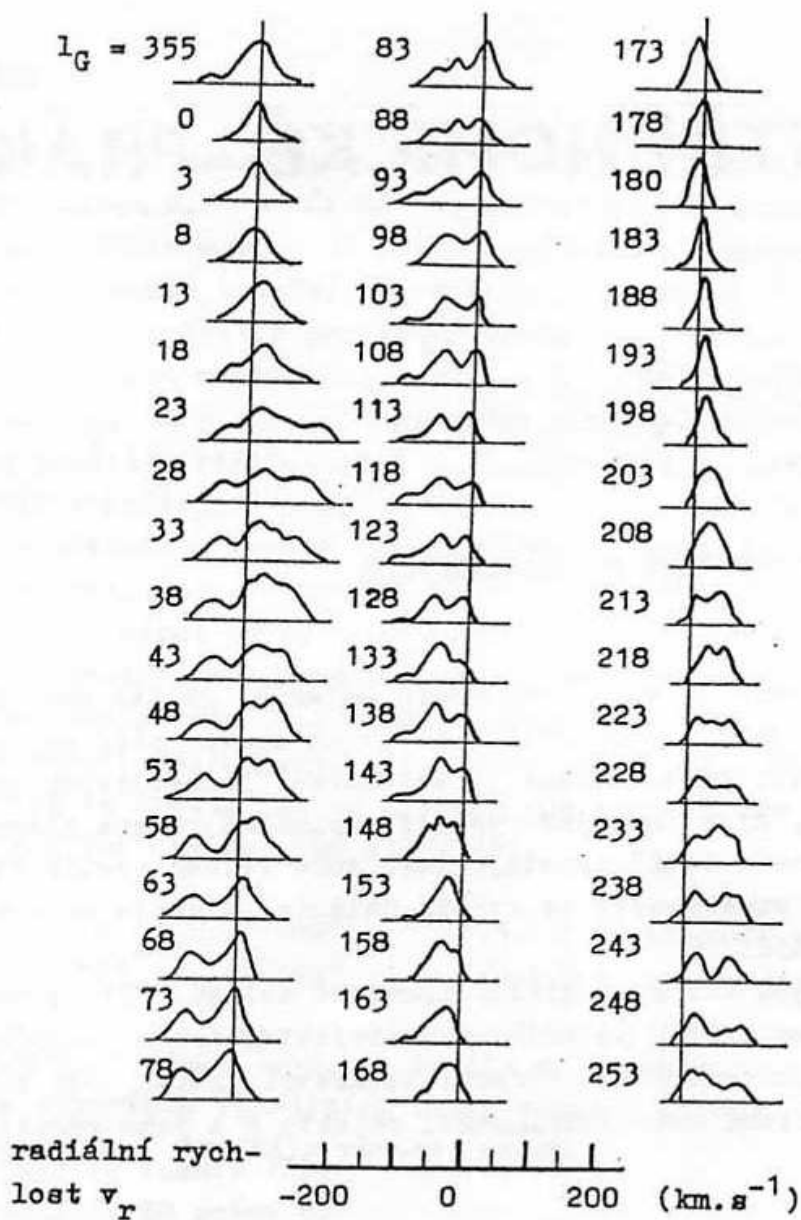 l_G = 355 83 173
0 88 178
3 93 180
8 98 183
13 103 188
18 108 193
23 113 198
28 118 203
33 123 208
38 128 213
43 133 218
48 138 223
53 143 228
58 148 233
63 153 238
68 158 243
73 163 248
78 168 253
radiální rych-
lost v_r -200 0 200 (km.s⁻¹)